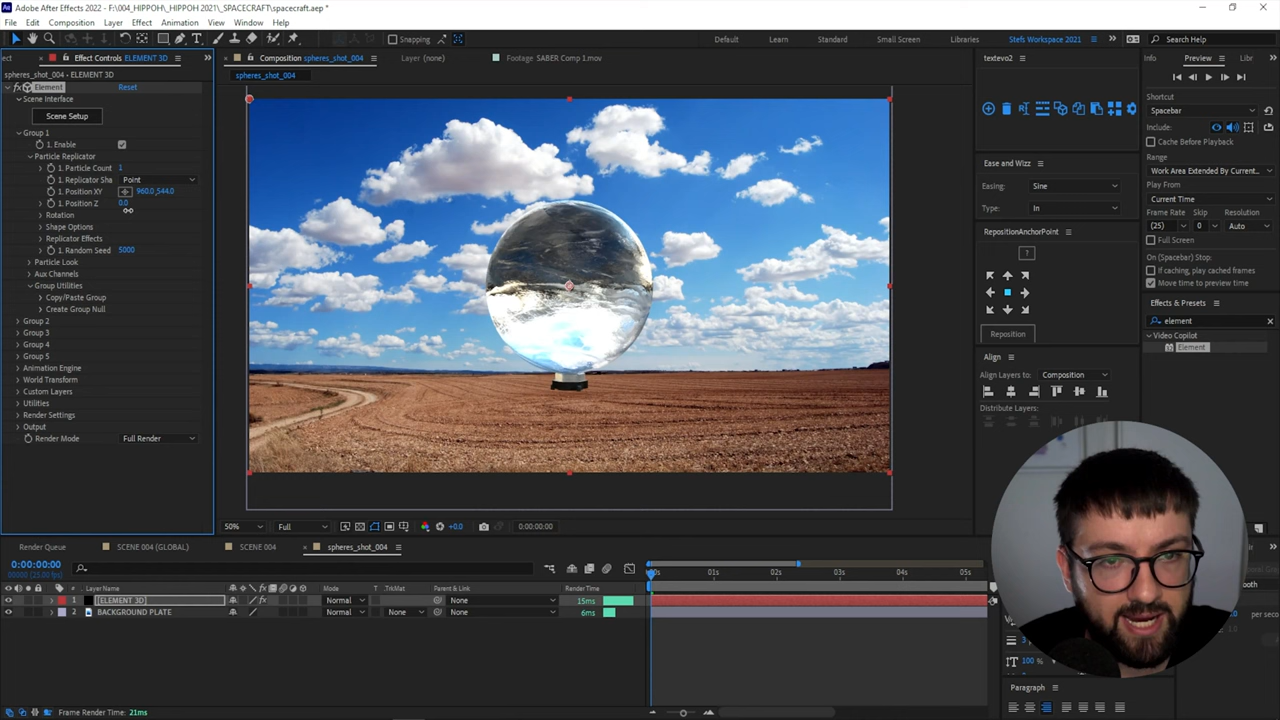 Adobe After Effects 2022 - F:\004_HIPPOH\_HIPPOH 2021\_SPACECRAFT\spacecraft.aep *
File Edit Composition Layer Effect Animation View Window Help
Snapping
Default Learn Standard Small Screen Libraries Stefs Workspace 2021 Search Help
Effect Controls ELEMENT 3D
Composition spheres_shot_004
Layer (none)
Footage SABER Comp 1.mov
textevo2
Info Preview Libr
spheres_shot_004 • ELEMENT 3D
spheres_shot_004
Element Reset
Scene Interface
Scene Setup
Group 1
1. Enable
Particle Replicator
1. Particle Count 1
1. Replicator Sha Point
1. Position XY 960.0,544.0
1. Position Z 0.0
Rotation
Shape Options
Replicator Effects
1. Random Seed 5000
Particle Look
Aux Channels
Group Utilities
Copy/Paste Group
Create Group Null
Group 2
Group 3
Group 4
Group 5
Animation Engine
World Transform
Custom Layers
Utilities
Render Settings
Output
Render Mode Full Render
Ease and Wizz
Easing: Sine
Type: In
RepositionAnchorPoint
?
Reposition
Align
Align Layers to: Composition
Distribute Layers:
Shortcut
Spacebar
Include:
Cache Before Playback
Range
Work Area Extended By Current...
Play From
Current Time
Frame Rate Skip Resolution
(25) 0 Auto
Full Screen
On (Spacebar) Stop:
If caching, play cached frames
Move time to preview time
Effects & Presets
element
Video Copilot
Element
50% Full +0.0 0:00:00:00
Render Queue SCENE 004 (GLOBAL) SCENE 004 spheres_shot_004
0:00:00:00
00000 (25.00 fps)
# Layer Name Mode T TrkMat Parent & Link Render Time
01s 02s 03s 04s 05s
1 [ELEMENT 3D] Normal None 15ms
2 BACKGROUND PLATE Normal None None 6ms
100 %
Paragraph
Frame Render Time: 21ms